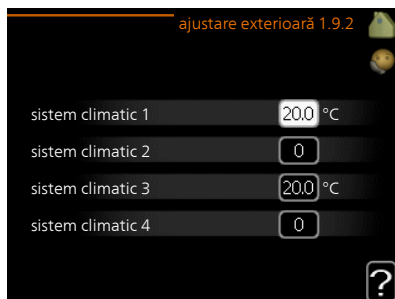 ajustare exterioară 1.9.2
sistem climatic 1 20.0 °C
sistem climatic 2 0
sistem climatic 3 20.0 °C
sistem climatic 4 0
?